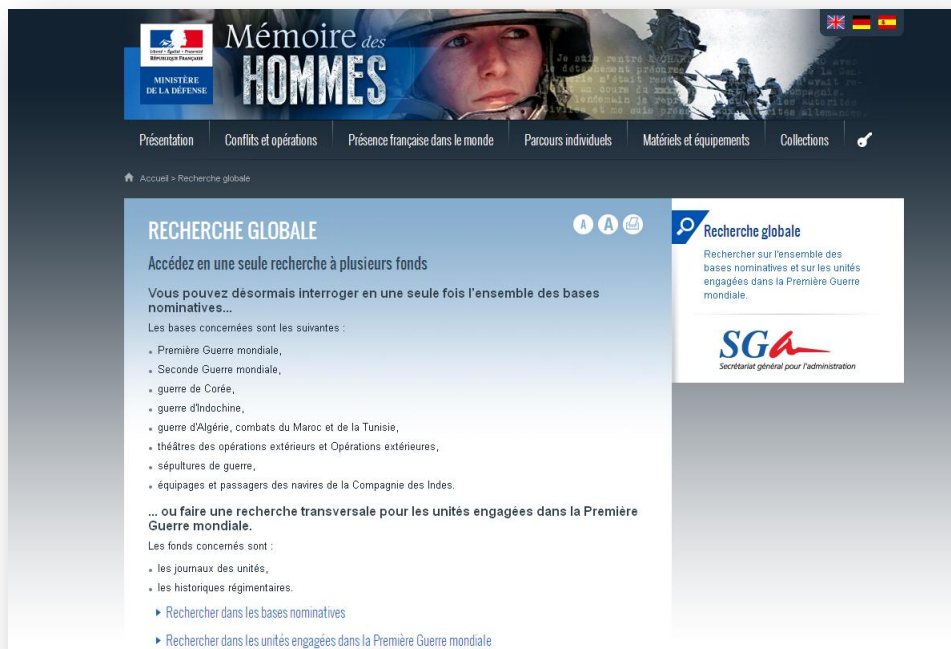 Liberté • Égalité • Fraternité
RÉPUBLIQUE FRANÇAISE
MINISTÈRE
DE LA DÉFENSE
Mémoire des
HOMMES
Présentation
Conflits et opérations
Présence française dans le monde
Parcours individuels
Matériels et équipements
Collections
Accueil > Recherche globale
RECHERCHE GLOBALE
A A
Accédez en une seule recherche à plusieurs fonds
Vous pouvez désormais interroger en une seule fois l'ensemble des bases
nominatives...
Les bases concernées sont les suivantes :
Première Guerre mondiale,
Seconde Guerre mondiale,
guerre de Corée,
guerre d'Indochine,
guerre d'Algérie, combats du Maroc et de la Tunisie,
théâtres des opérations extérieurs et Opérations extérieures,
sépultures de guerre,
équipages et passagers des navires de la Compagnie des Indes.
... ou faire une recherche transversale pour les unités engagées dans la Première
Guerre mondiale.
Les fonds concernés sont :
les journaux des unités,
les historiques régimentaires.
Rechercher dans les bases nominatives
Rechercher dans les unités engagées dans la Première Guerre mondiale
Recherche globale
Rechercher sur l'ensemble des
bases nominatives et sur les unités
engagées dans la Première Guerre
mondiale.
SGA
Secrétariat général pour l'administration